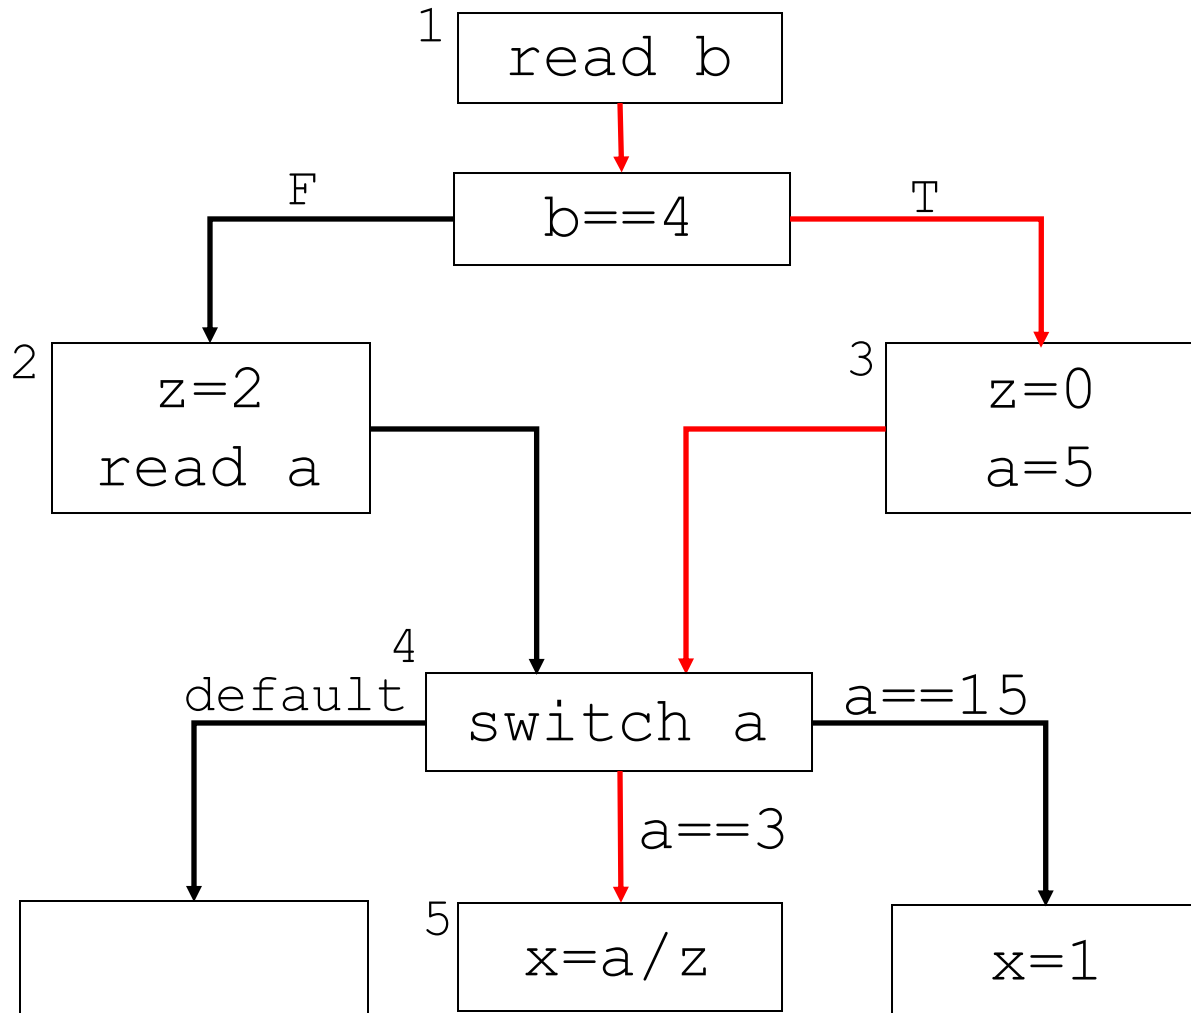 1
read b
F
T
b==4
2
3
z=2
read a
z=0
a=5
4
default
a==15
switch a
a==3
5
x=a/z
x=1